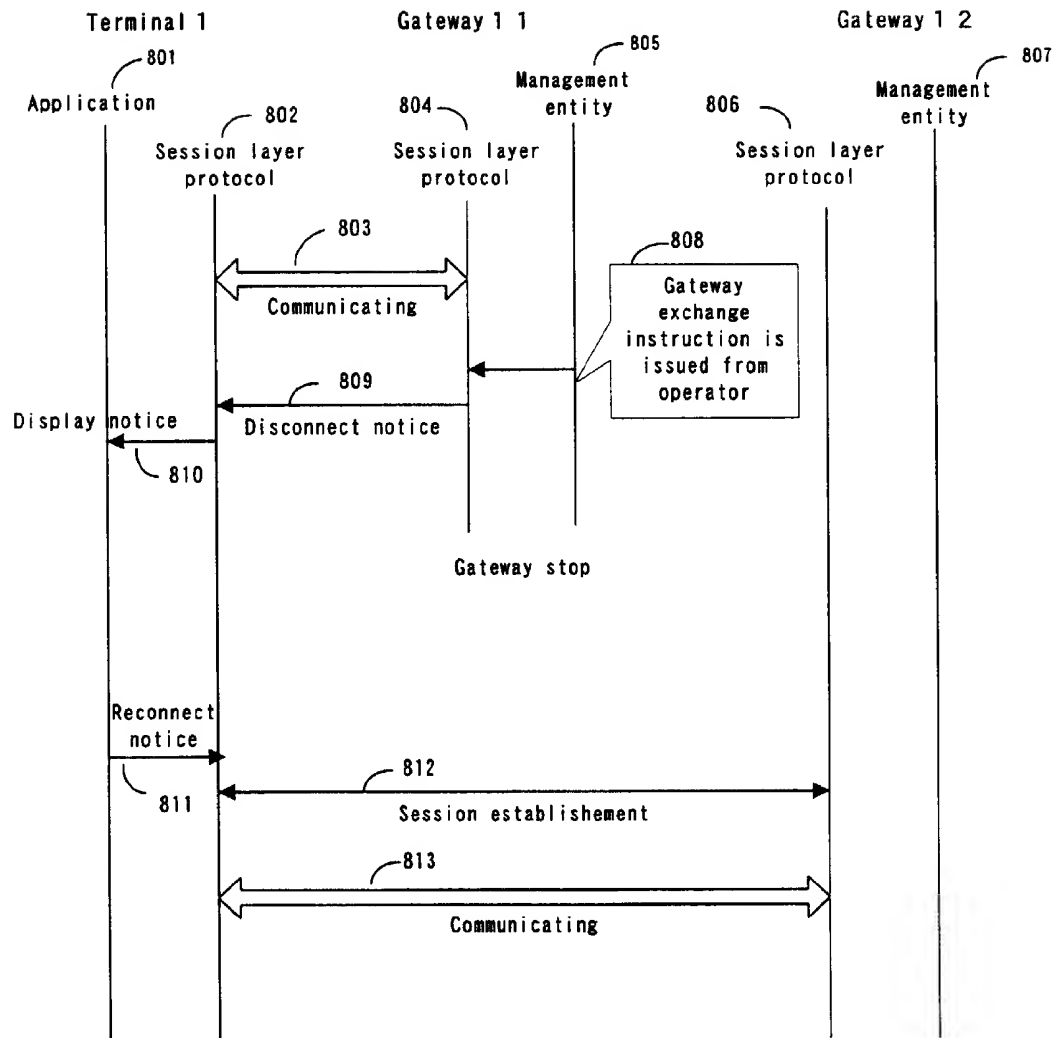 Terminal 1
Gateway 1 1
Gateway 1 2
801
805
807
Application
802
804
Management
entity
806
Management
entity
Session layer
protocol
Session layer
protocol
Session layer
protocol
803
808
Communicating
Gateway
exchange
instruction is
issued from
operator
809
Display notice
Disconnect notice
810
Gateway stop
Reconnect
notice
812
811
Session establishement
813
Communicating